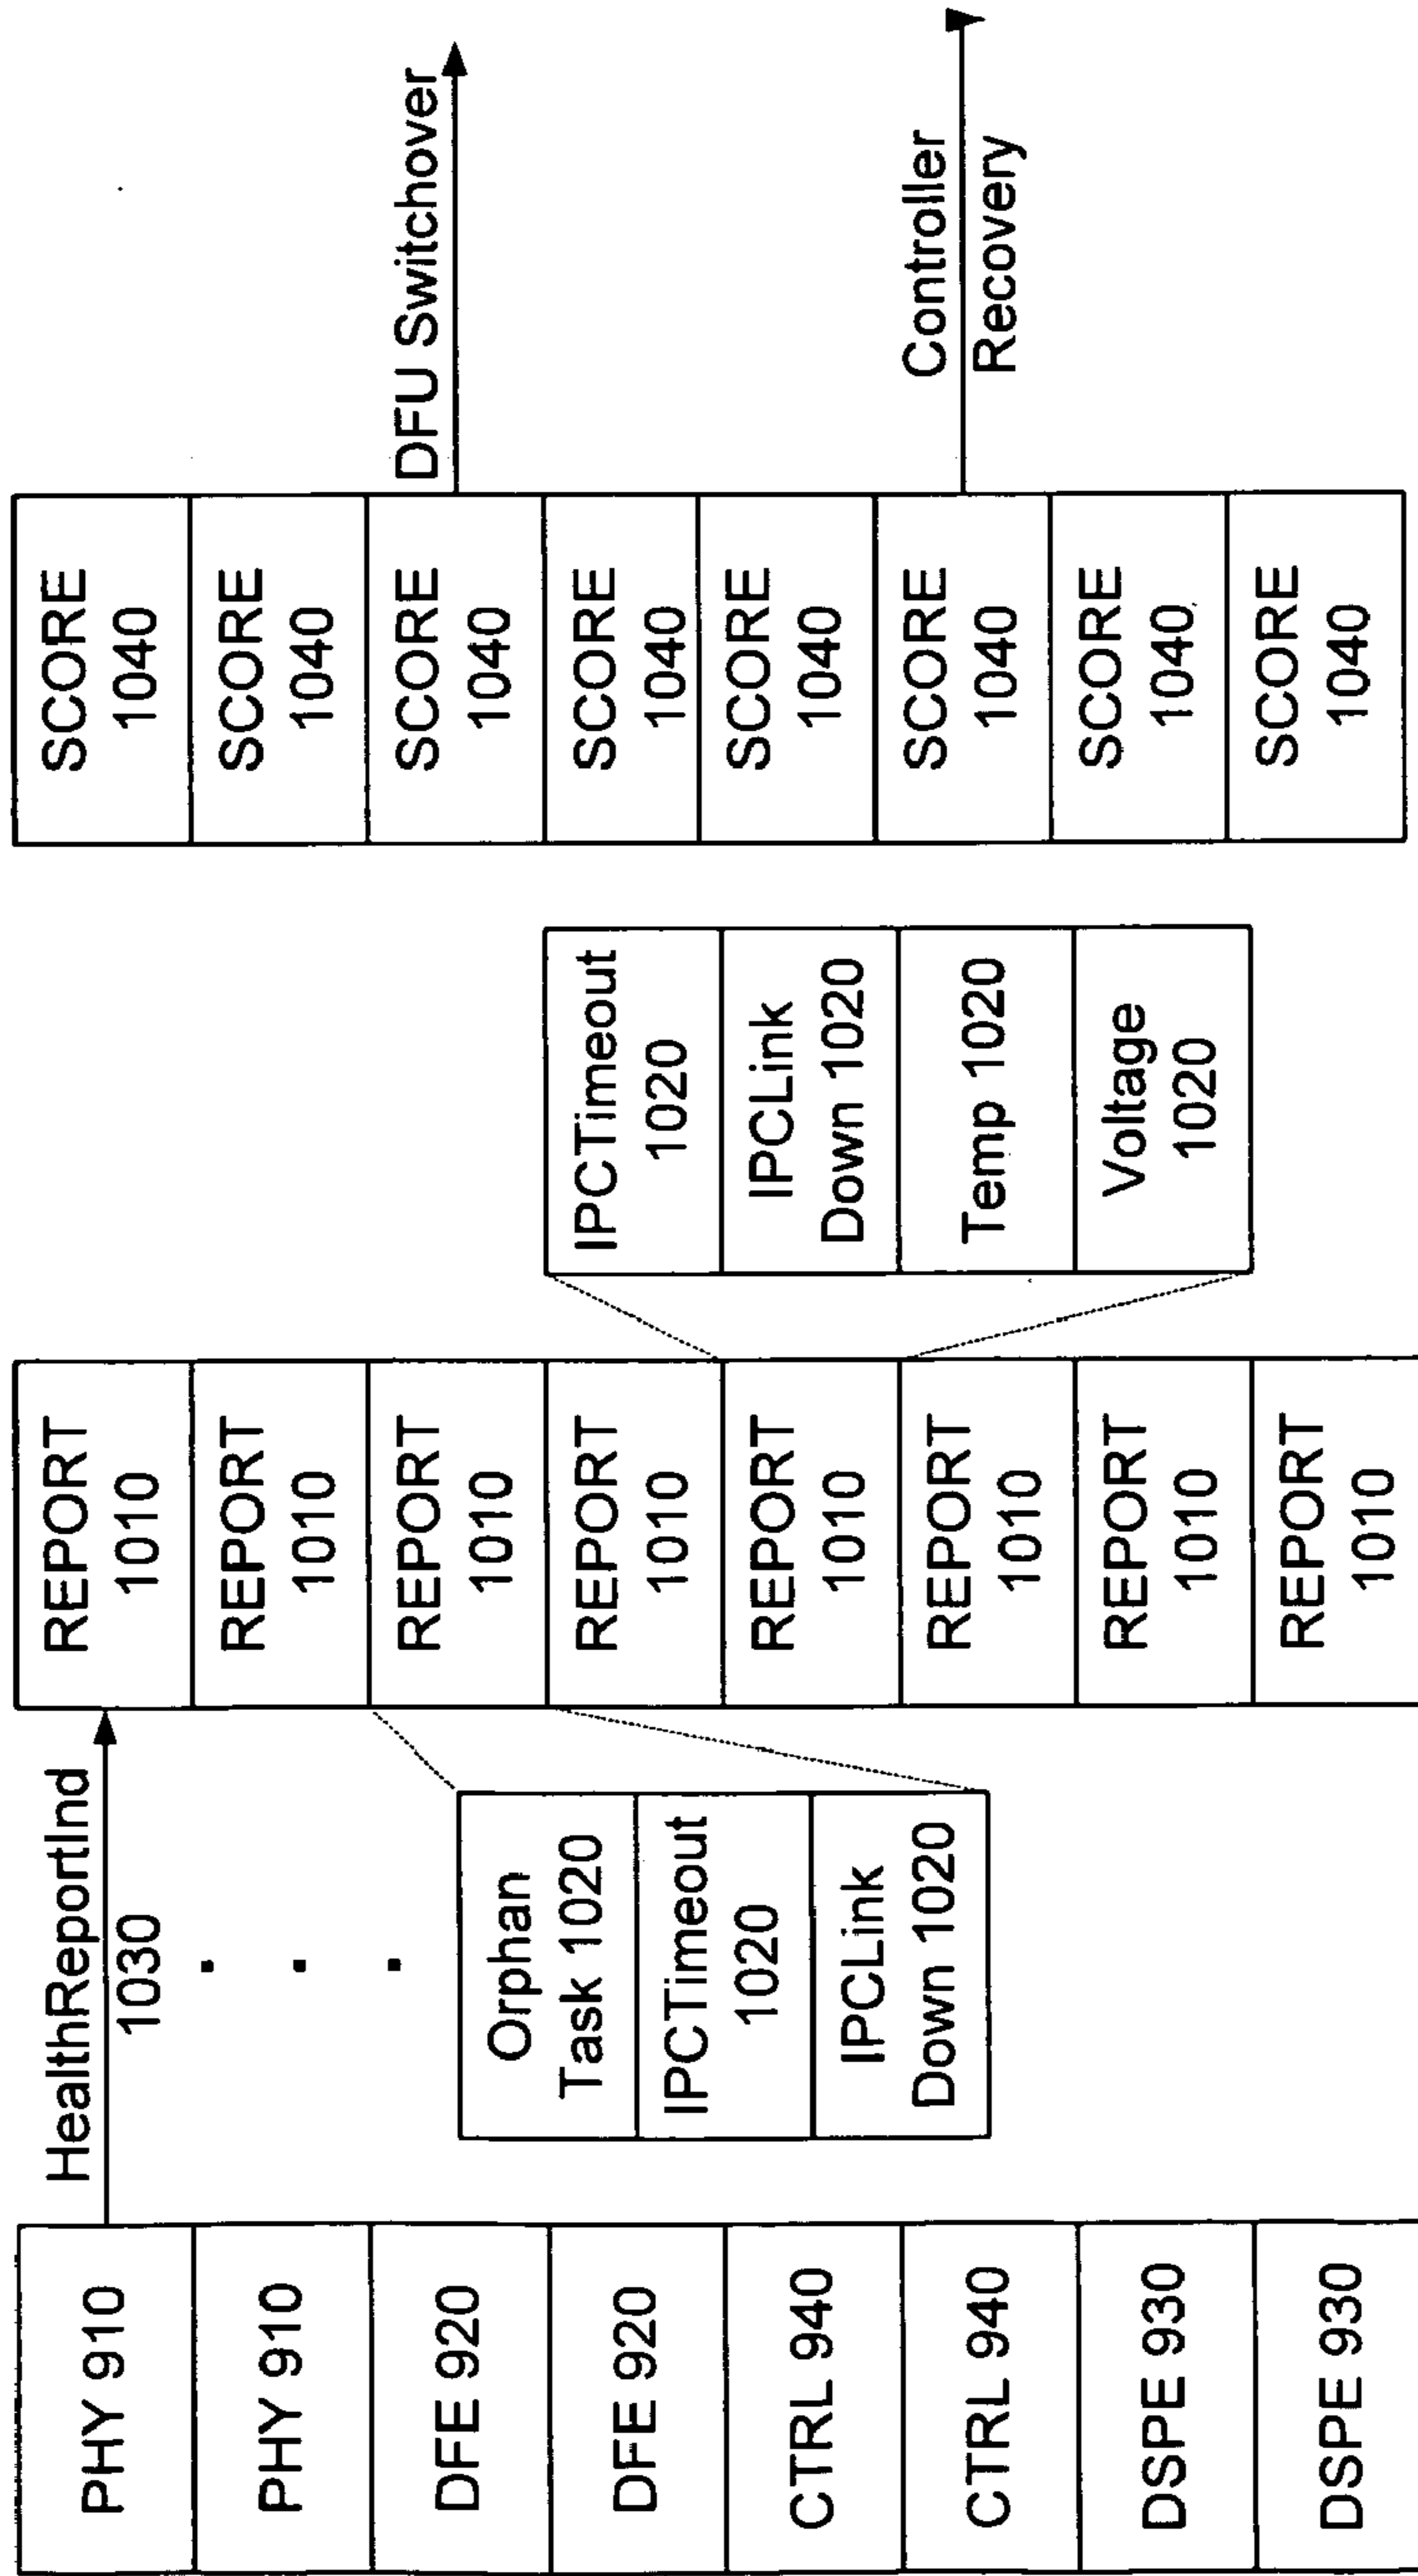 PHY 910
PHY 910
DFE 920
DFE 920
CTRL 940
CTRL 940
DSPE 930
DSPE 930
HealthReportInd
1030
Orphan
Task 1020
IPCTimeout
1020
IPCLink
Down 1020
REPORT
1010
REPORT
1010
REPORT
1010
REPORT
1010
REPORT
1010
REPORT
1010
REPORT
1010
REPORT
1010
IPCTimeout
1020
IPCLink
Down 1020
Temp 1020
Voltage
1020
SCORE
1040
SCORE
1040
SCORE
1040
SCORE
1040
SCORE
1040
SCORE
1040
SCORE
1040
SCORE
1040
DFU Switchover
Controller
Recovery